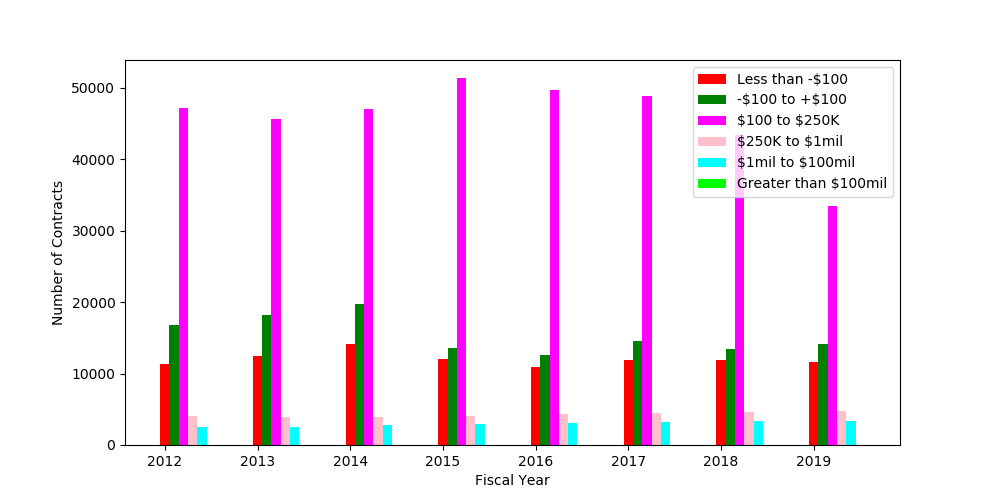 50000
40000
30000
20000
10000
0
Number of Contracts
Less than -$100
-$100 to +$100
$100 to $250K
$250K to $1mil
$1mil to $100mil
Greater than $100mil
2012 2013 2014 2015 2016 2017 2018 2019
Fiscal Year